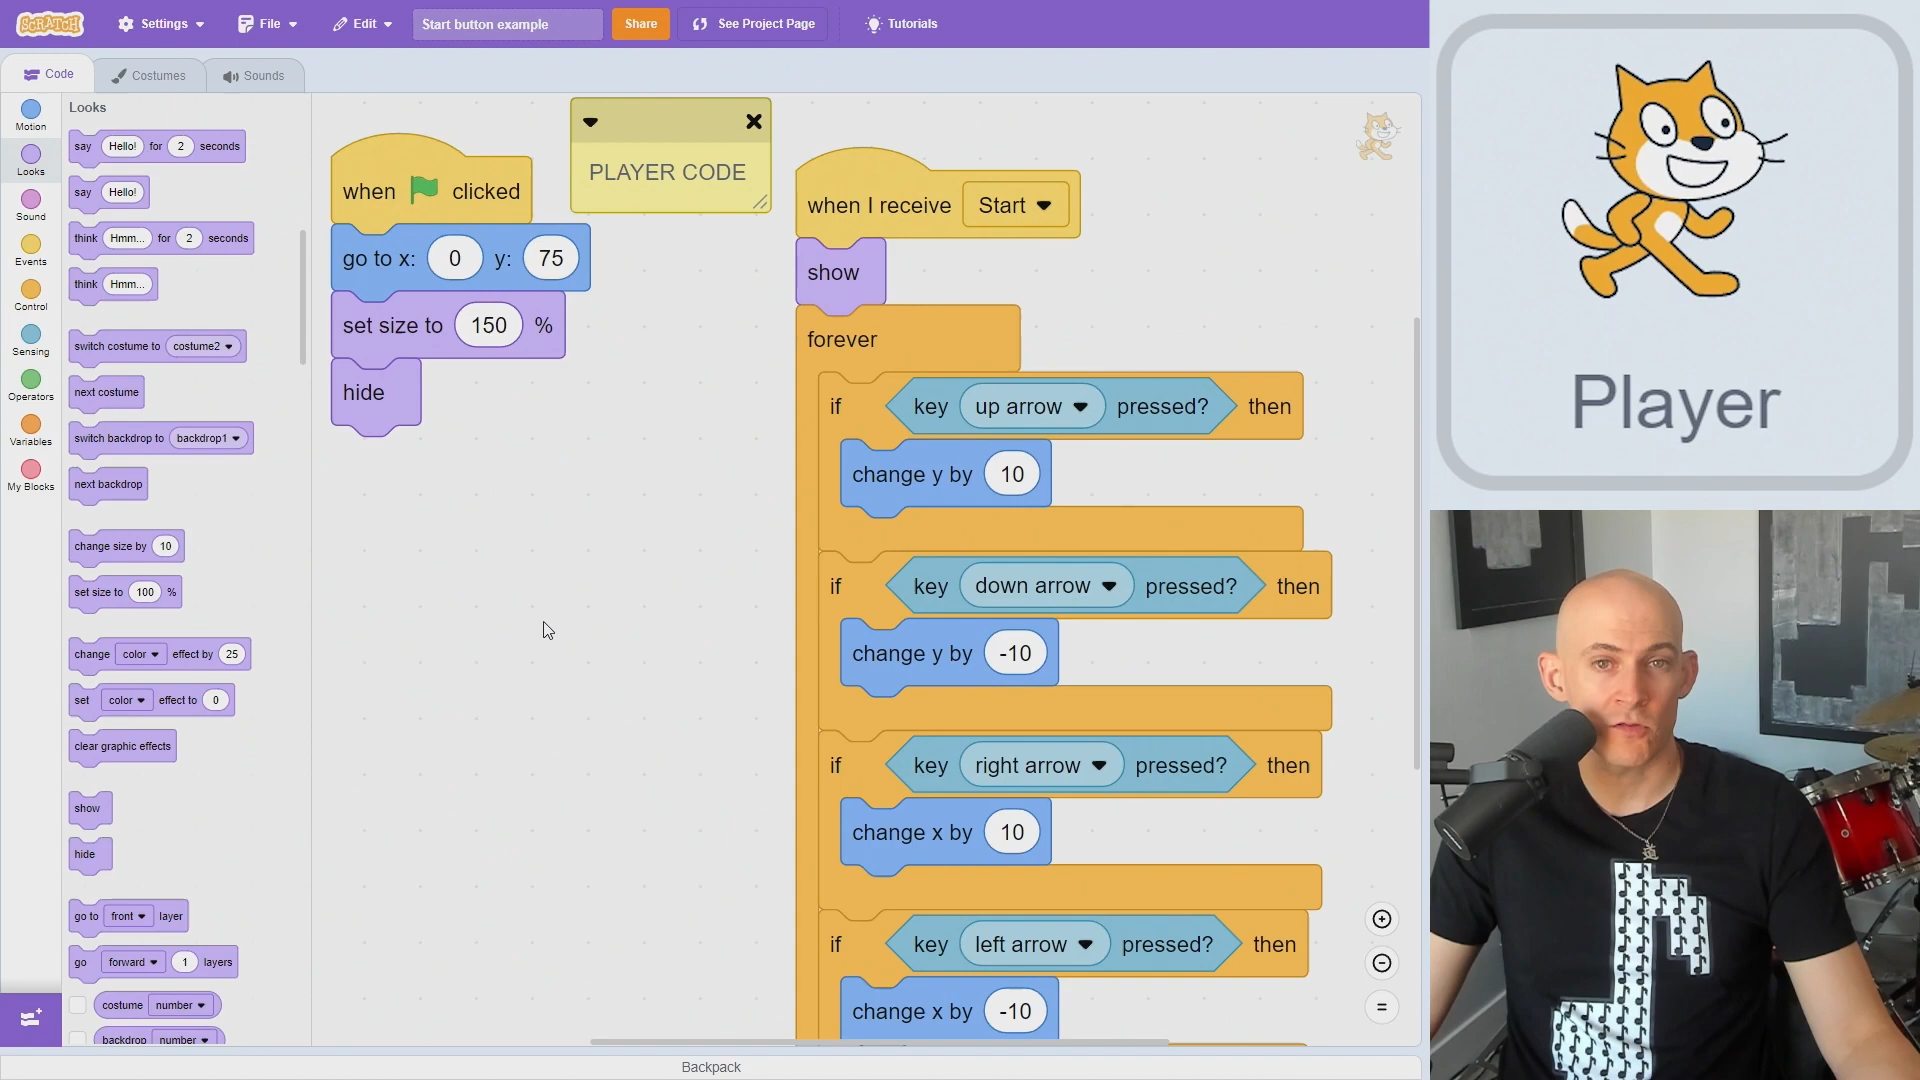 SCRATCH
Settings
File
Edit
Start button example
Share
See Project Page
Tutorials
Code
Costumes
Sounds
Motion
Looks
Sound
Events
Control
Sensing
Operators
Variables
My Blocks
Looks
say Hello! for 2 seconds
say Hello!
think Hmm... for 2 seconds
think Hmm...
switch costume to costume2
next costume
switch backdrop to backdrop1
next backdrop
change size by 10
set size to 100 %
change color effect by 25
set color effect to 0
clear graphic effects
show
hide
go to front layer
go forward 1 layers
costume number
backdrop number
when clicked
go to x: 0 y: 75
set size to 150 %
hide
PLAYER CODE
when I receive Start
show
forever
if key up arrow pressed? then
change y by 10
if key down arrow pressed? then
change y by -10
if key right arrow pressed? then
change x by 10
if key left arrow pressed? then
change x by -10
Backpack
Player